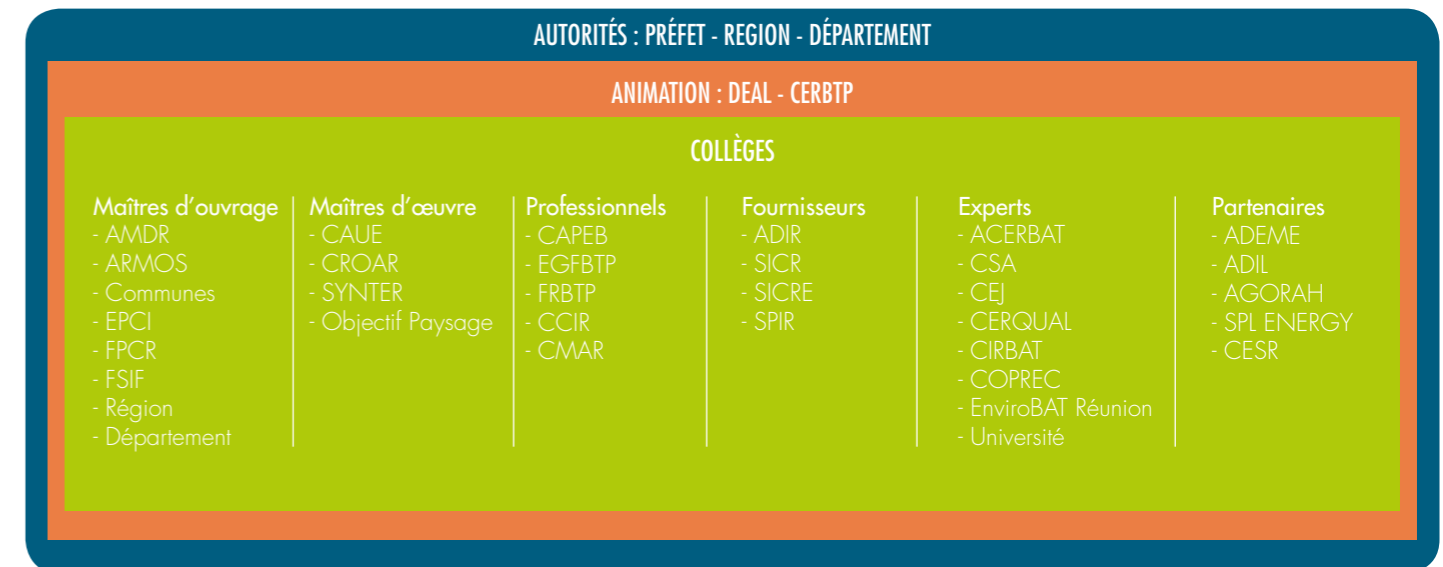 AUTORITÉS : PRÉFET - REGION - DÉPARTEMENT
ANIMATION : DEAL - CERBTP
COLLÈGES
Maîtres d'ouvrage
- AMDR
- ARMOS
- Communes
- EPCI
- FPCR
- FSIF
- Région
- Département
Maîtres d'œuvre
- CAUE
- CROAR
- SYNTER
- Objectif Paysage
Professionnels
- CAPEB
- EGFBTP
- FRBTP
- CCIR
- CMAR
Fournisseurs
- ADIR
- SICR
- SICRE
- SPIR
Experts
- ACERBAT
- CSA
- CEJ
- CERQUAL
- CIRBAT
- COPREC
- EnviroBAT Réunion
- Université
Partenaires
- ADEME
- ADIL
- AGORAH
- SPL ENERGY
- CESR